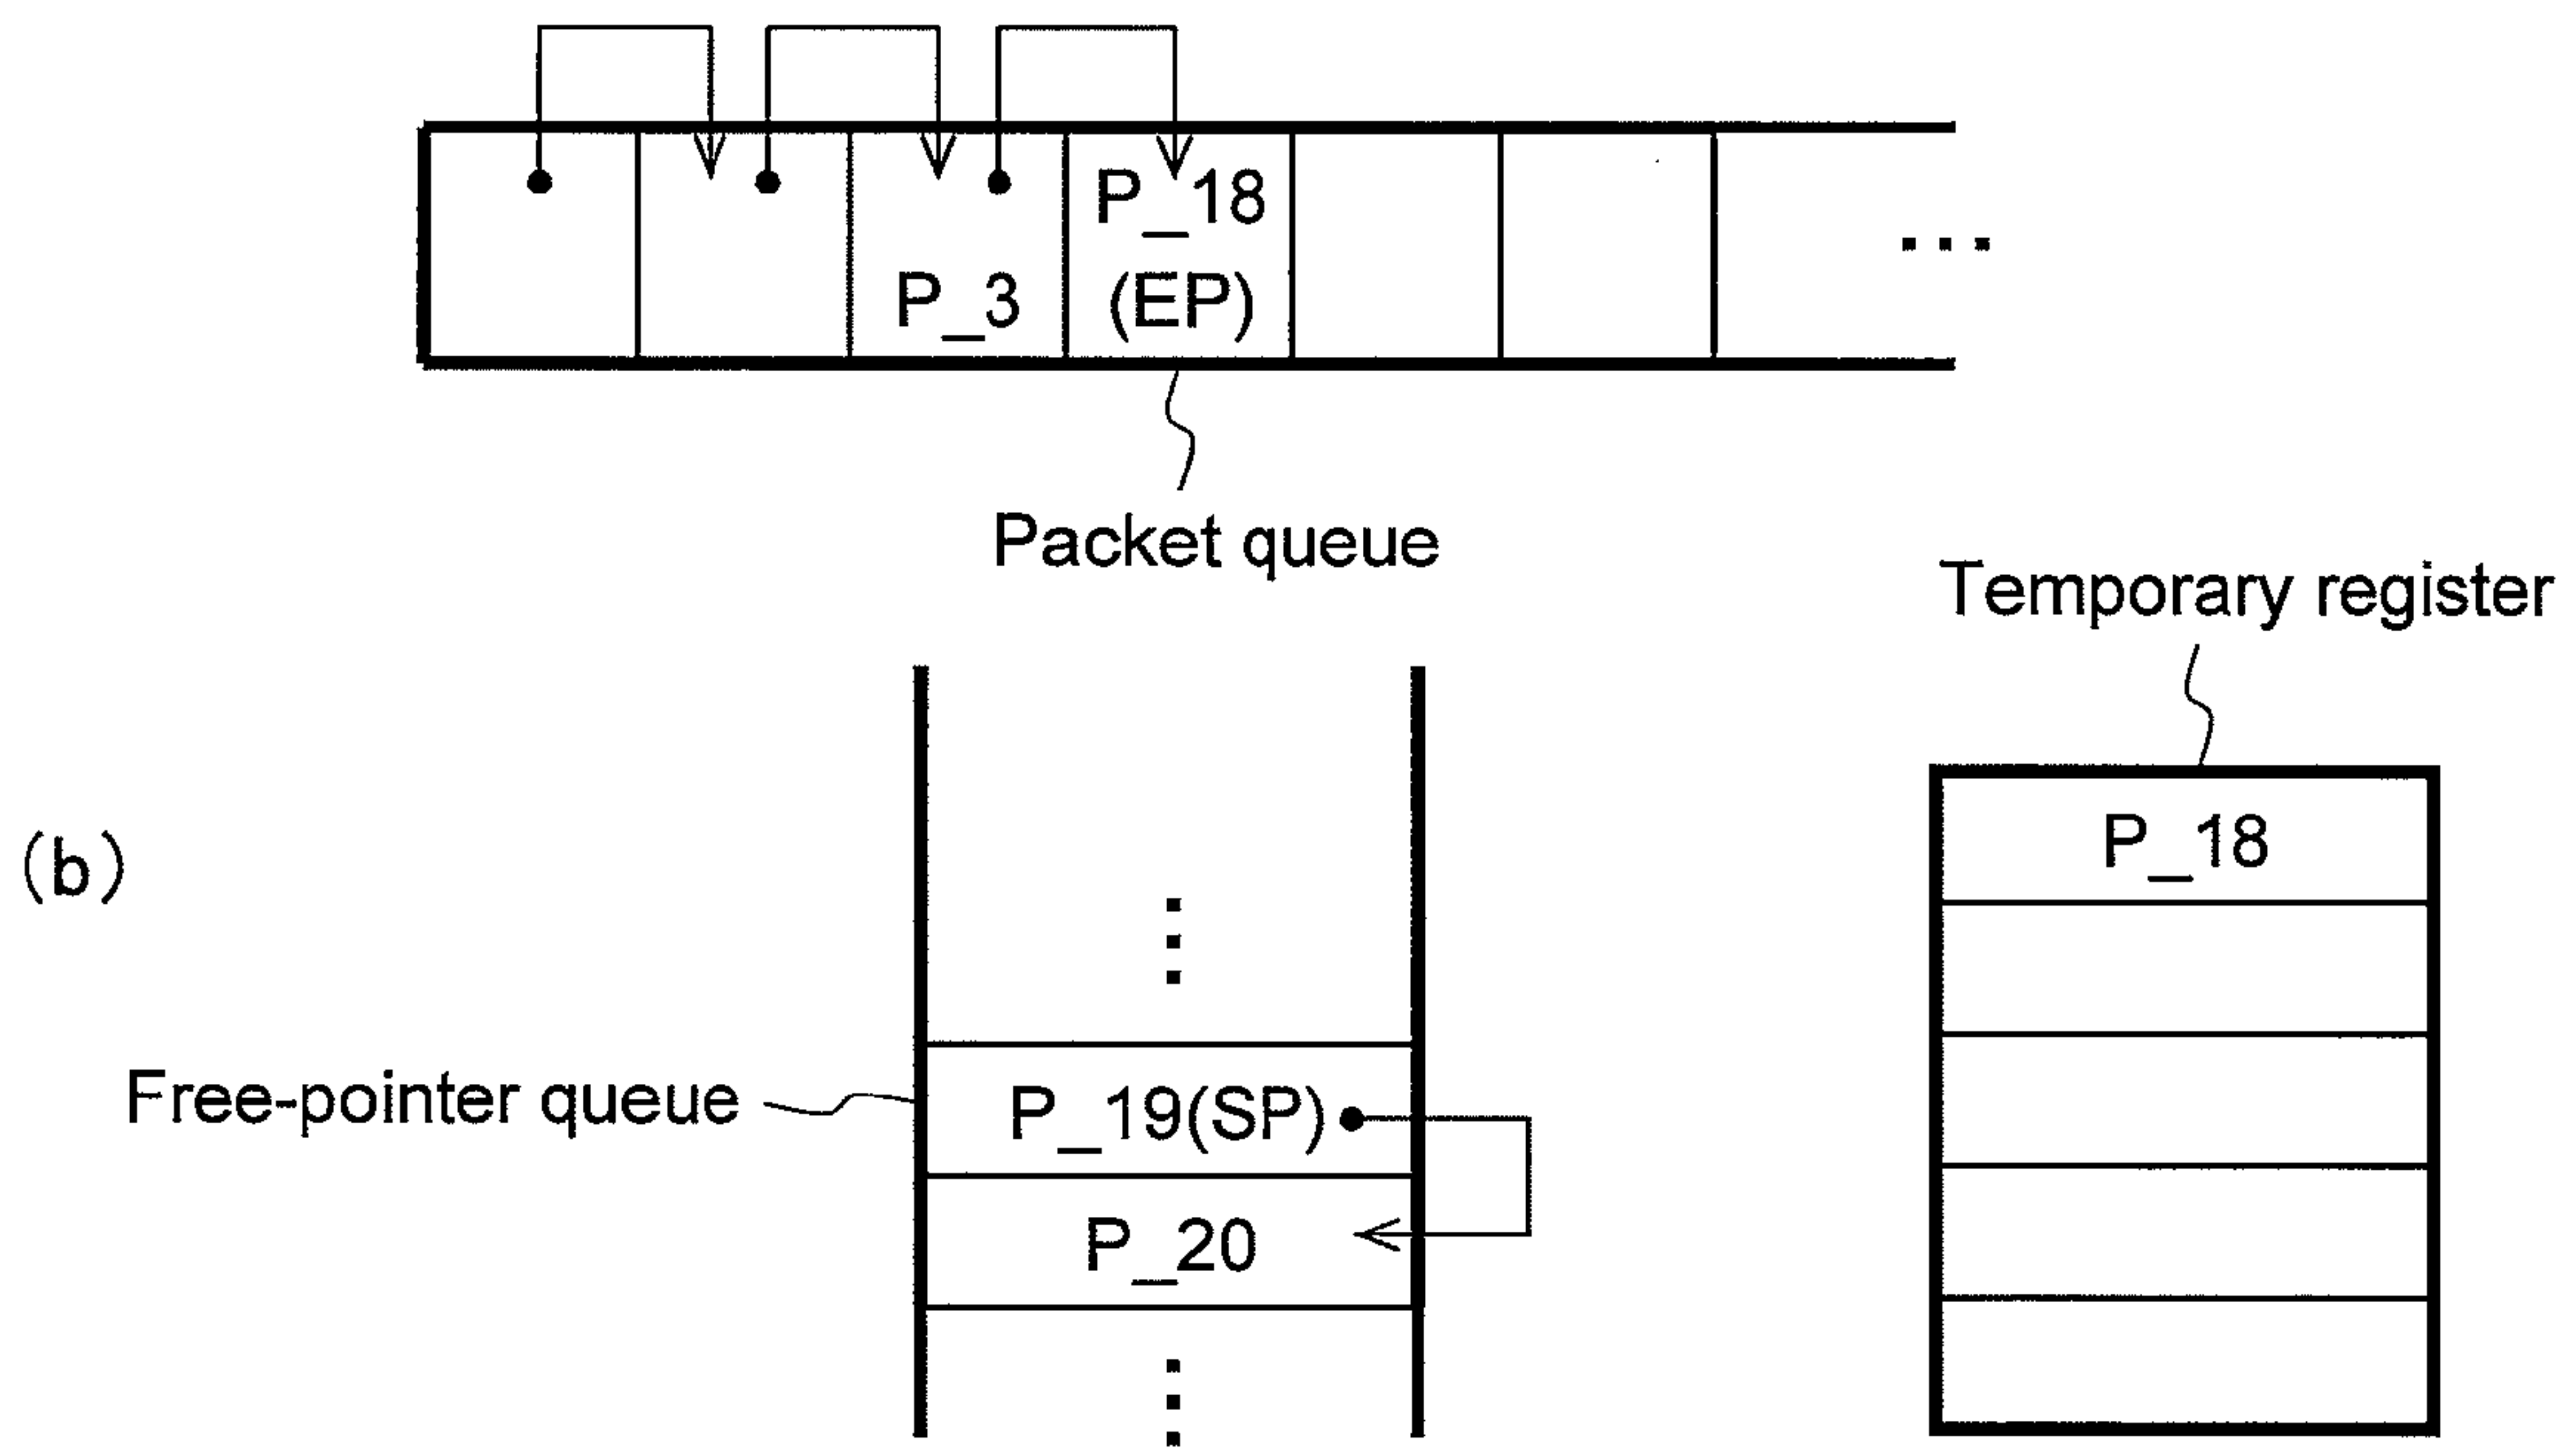 P_18
P_3
(EP)
...
Packet queue
Temporary register
P_18
(b)
Free-pointer queue
P_19(SP)
P_20